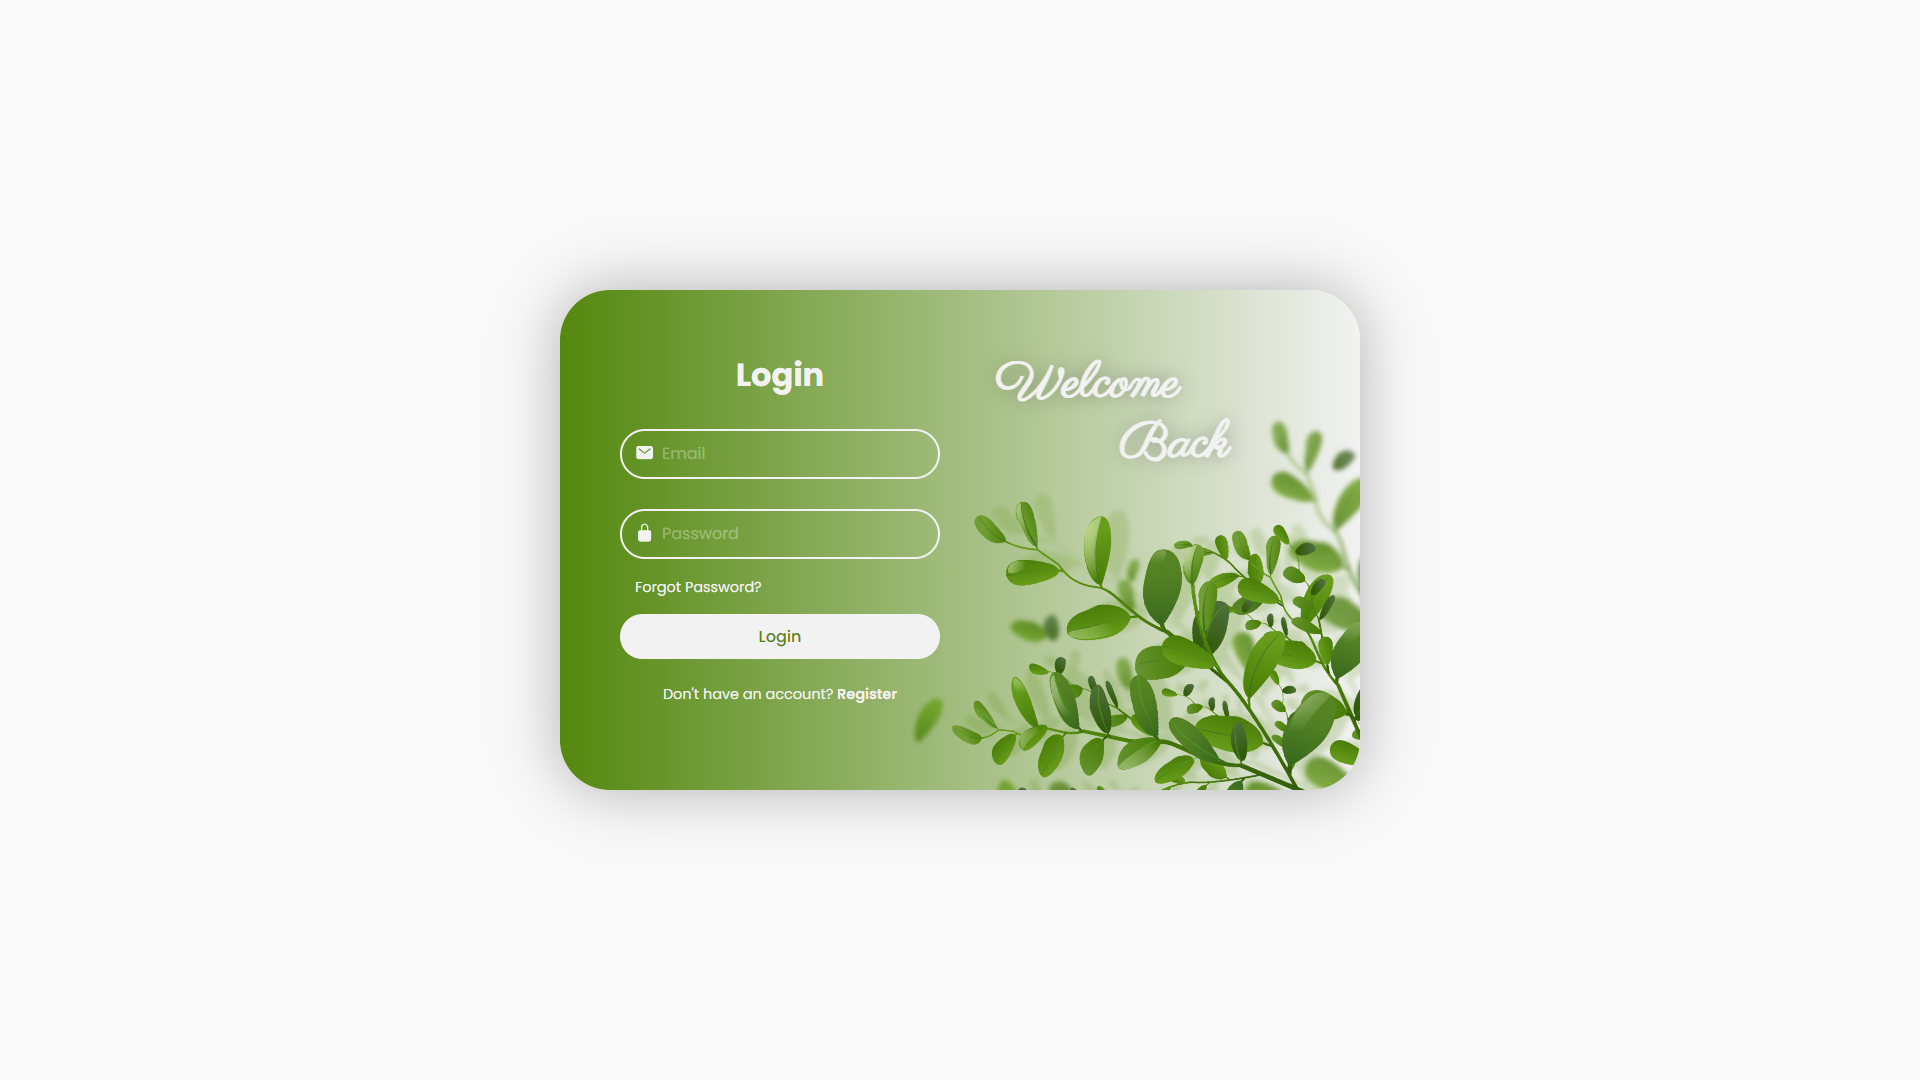 Login
Email
Password
Forgot Password?
Login
Don't have an account? Register
Welcome
Back